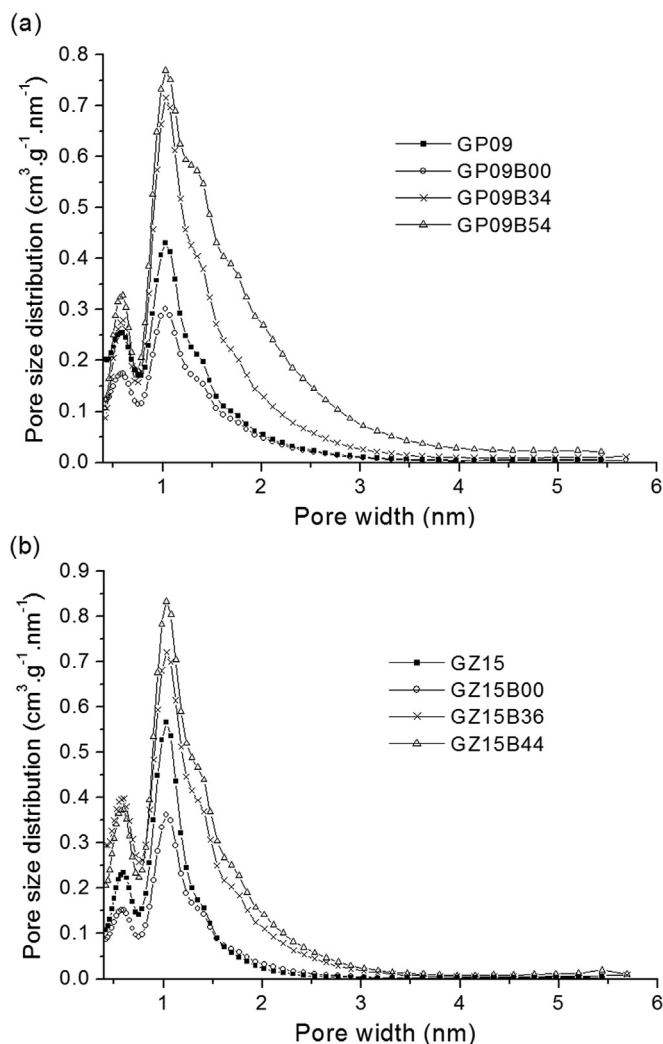 (a)
0.8
0.7
0.6
0.5
0.4
0.3
0.2
0.1
0.0
Pore size distribution (cm³.g⁻¹.nm⁻¹)
GP09
GP09B00
GP09B34
GP09B54
1 2 3 4 5 6
Pore width (nm)
(b)
0.9
0.8
0.7
0.6
0.5
0.4
0.3
0.2
0.1
0.0
Pore size distribution (cm³.g⁻¹.nm⁻¹)
GZ15
GZ15B00
GZ15B36
GZ15B44
1 2 3 4 5 6
Pore width (nm)